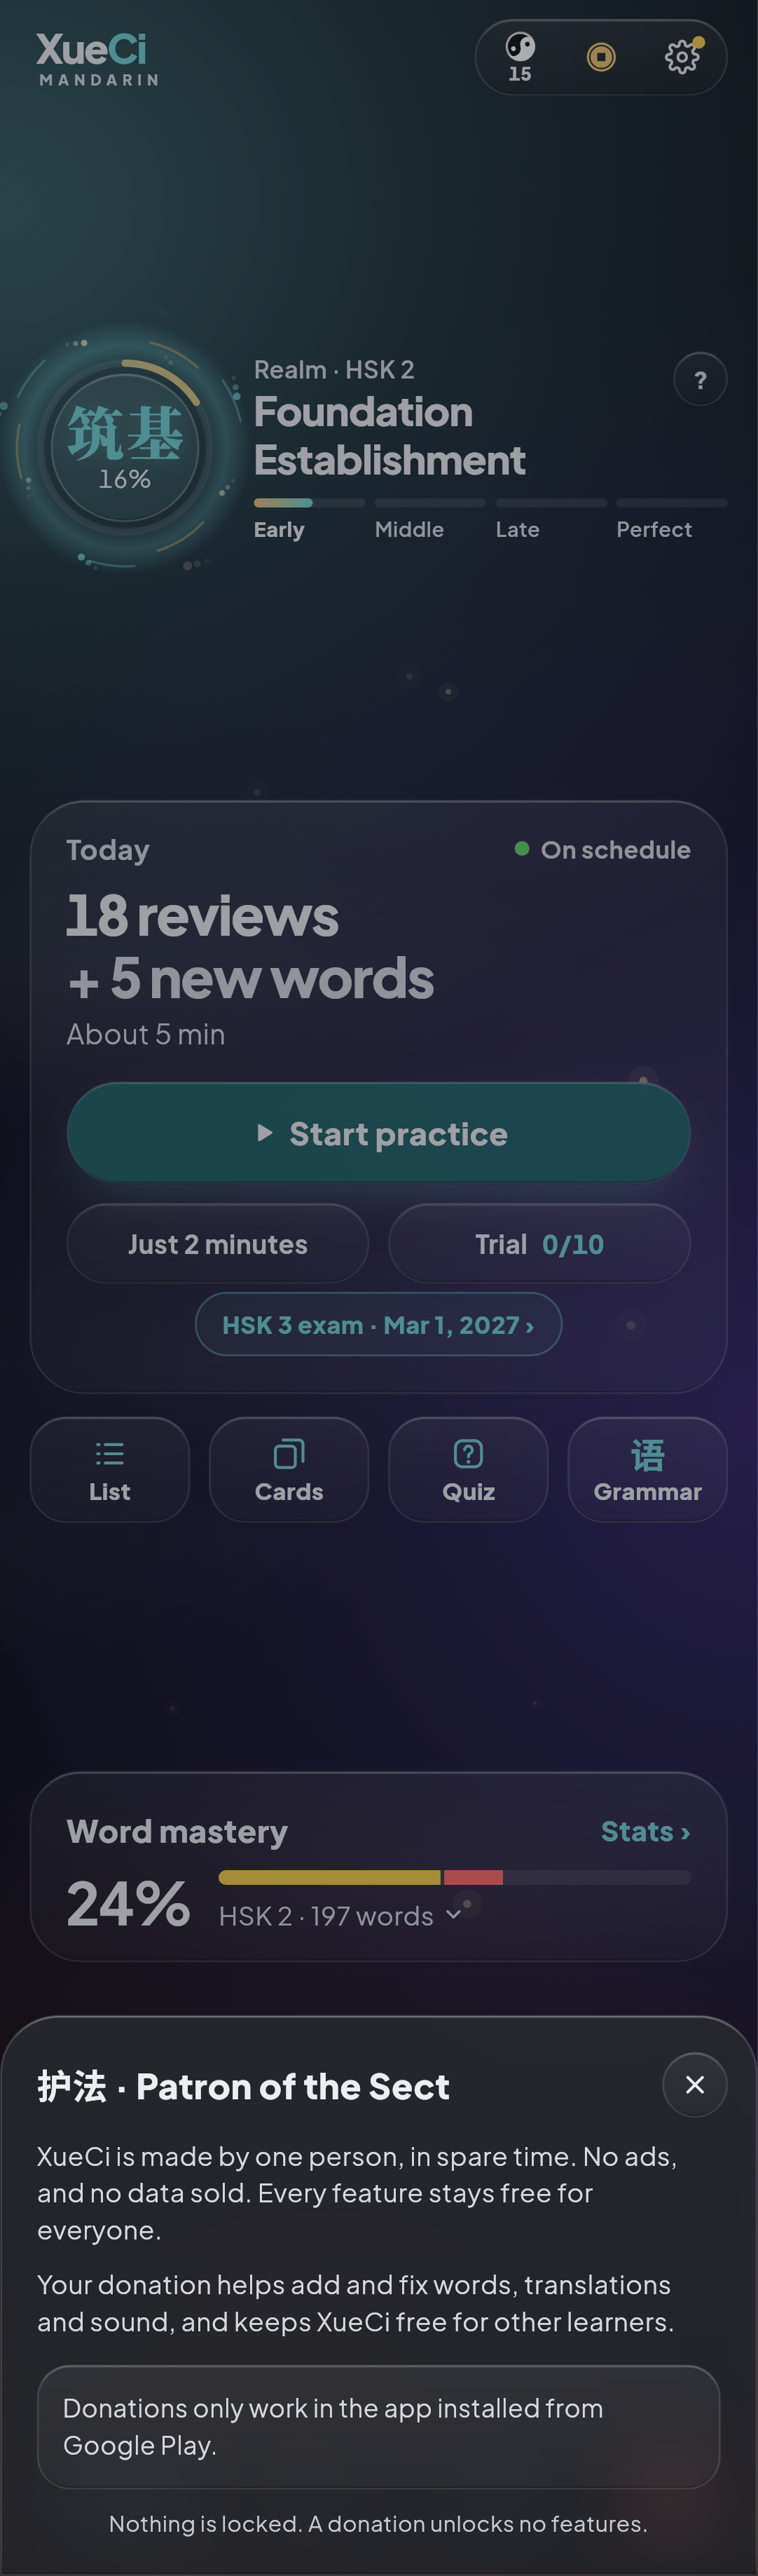 XueCi
MANDARIN
15
筑基
16%
Realm · HSK 2
Foundation
Establishment
?
Early
Middle
Late
Perfect
Today
On schedule
18 reviews
+ 5 new words
About 5 min
Start practice
Just 2 minutes
Trial 0/10
HSK 3 exam · Mar 1, 2027 ›
List
Cards
?
Quiz
语
Grammar
Word mastery
Stats ›
24%
HSK 2 · 197 words
护法 · Patron of the Sect
XueCi is made by one person, in spare time. No ads,
and no data sold. Every feature stays free for
everyone.
Your donation helps add and fix words, translations
and sound, and keeps XueCi free for other learners.
Donations only work in the app installed from
Google Play.
Nothing is locked. A donation unlocks no features.